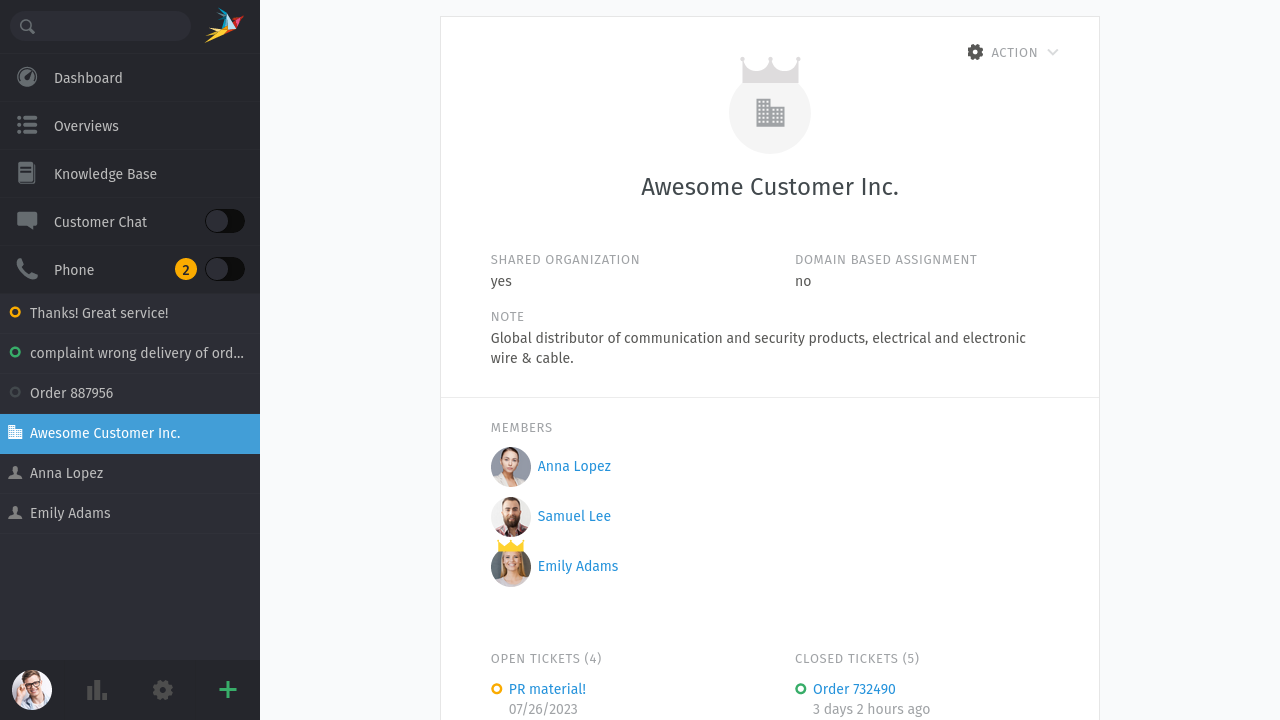 Dashboard
Overviews
Knowledge Base
Customer Chat
Phone 2
Thanks! Great service!
complaint wrong delivery of ord...
Order 887956
Awesome Customer Inc.
Anna Lopez
Emily Adams
ACTION
Awesome Customer Inc.
SHARED ORGANIZATION
yes
DOMAIN BASED ASSIGNMENT
no
NOTE
Global distributor of communication and security products, electrical and electronic
wire & cable.
MEMBERS
Anna Lopez
Samuel Lee
Emily Adams
OPEN TICKETS (4)
PR material!
07/26/2023
CLOSED TICKETS (5)
Order 732490
3 days 2 hours ago